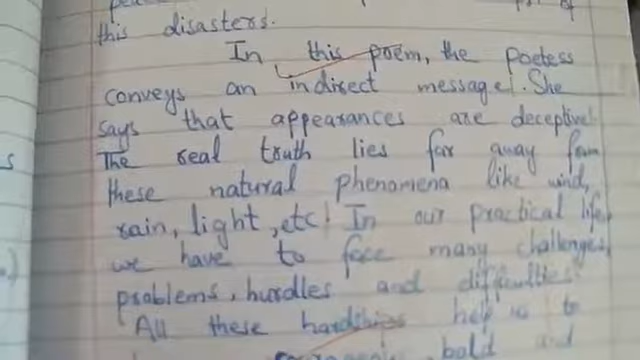 this disasters.
In this poem, the poetess
conveys an indirect message. She
says that appearances are deceptive.
The real truth lies far away from
these natural phenomena like wind,
rain, light, etc. In our practical life,
we have to face many challenges,
problems, hurdles and difficulties.
All these hardships help us to
bold and